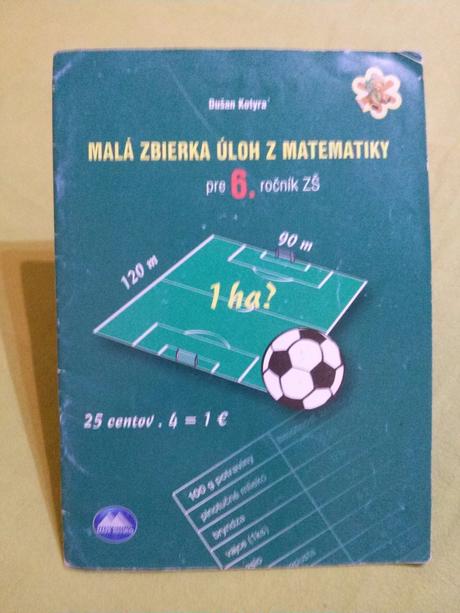 Dušan Kotyra
MALÁ ZBIERKA ÚLOH Z MATEMATIKY
pre 6. ročník ZŠ
90 m
120 m
1 ha?
25 centov . 4 = 1 €
100 g potraviny
plnotučné mlieko
bryndza
vajce (1ks)